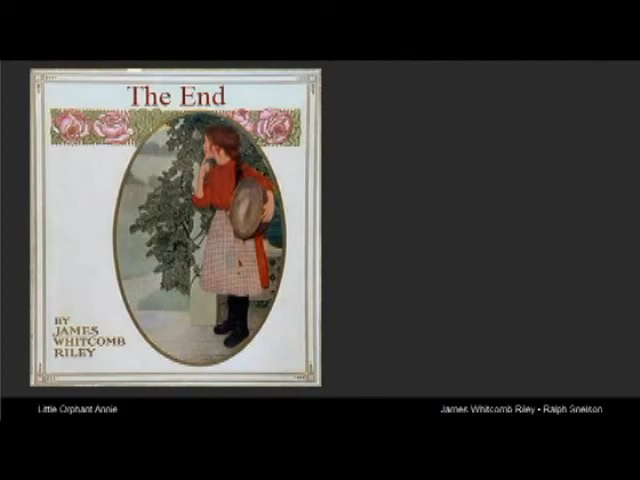 The End
BY
JAMES
WHITCOMB
RILEY
Little Orphant Annie
James Whitcomb Riley • Ralph Snelson